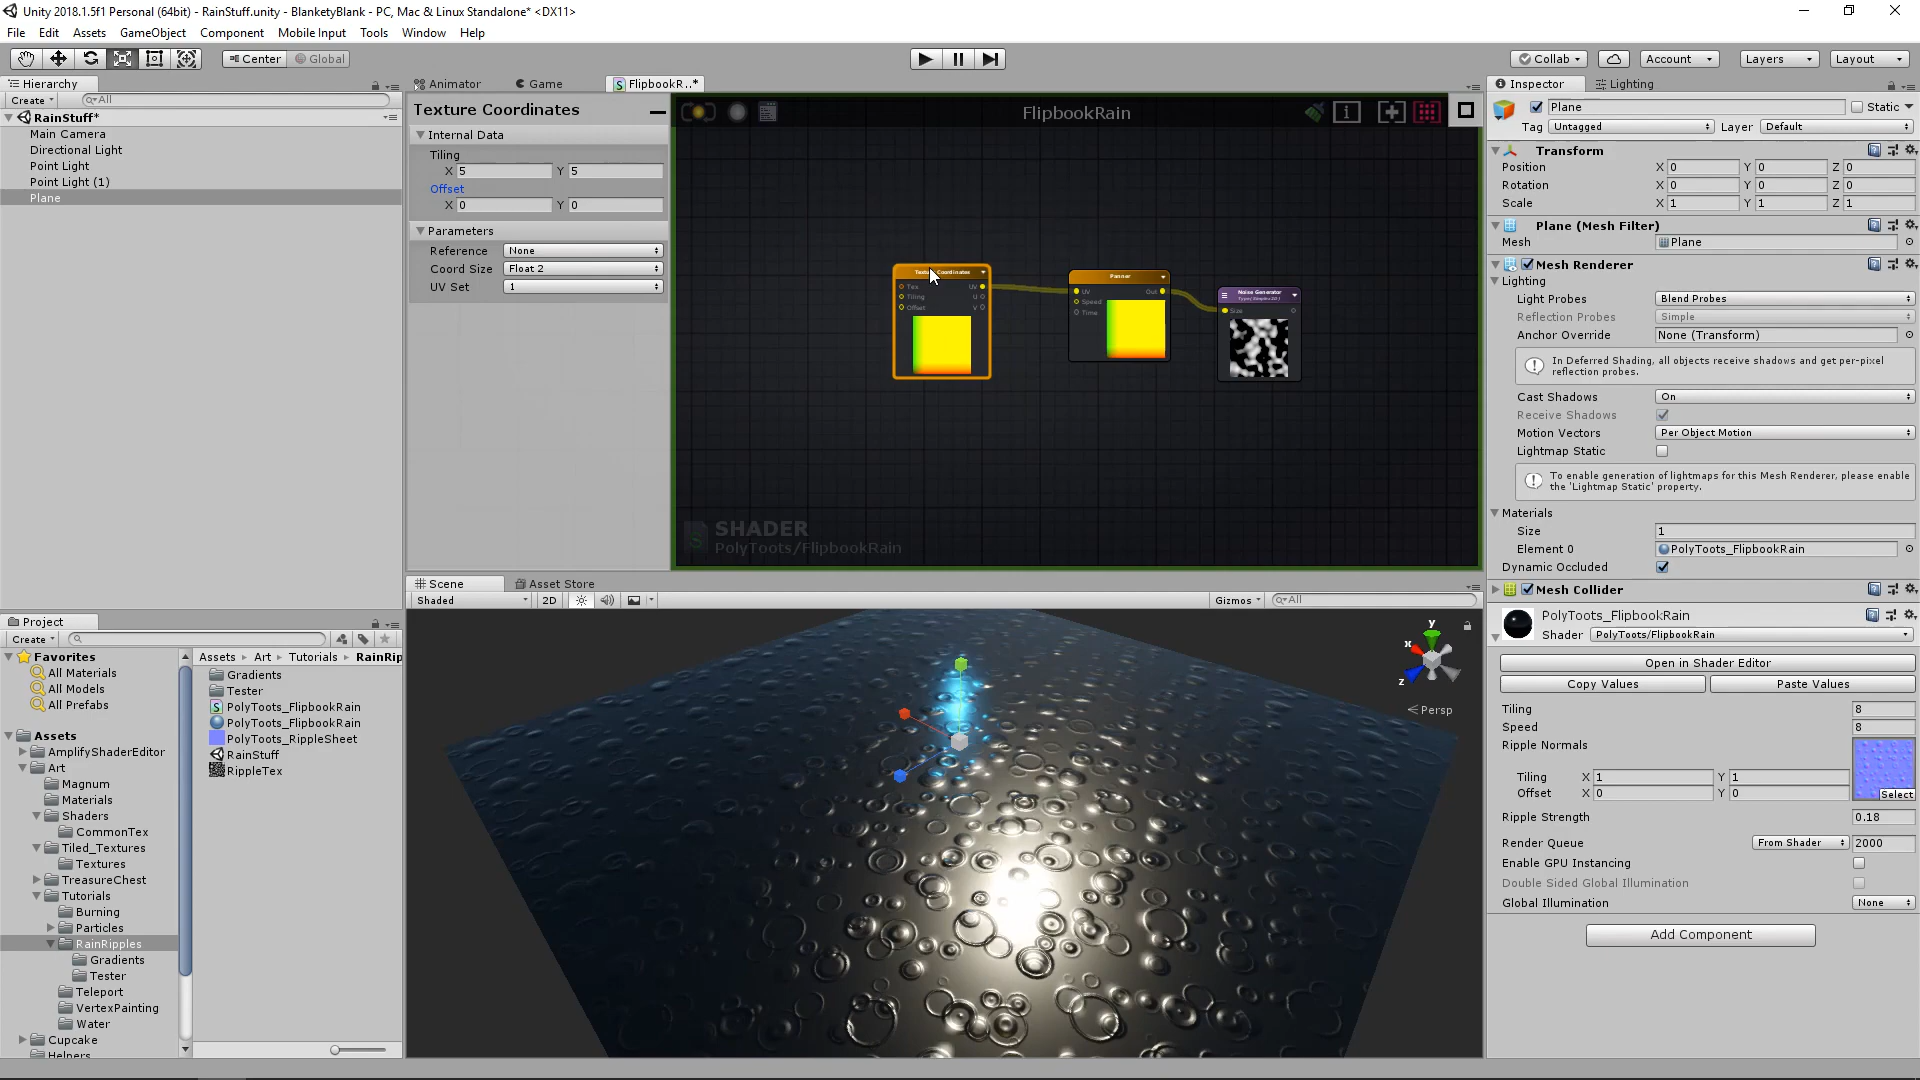 Unity 2018.1.5f1 Personal (64bit) - RainStuff.unity - BlanketyBlank - PC, Mac & Linux Standalone* <DX11>
File Edit Assets GameObject Component Mobile Input Tools Window Help
Center Global
Collab Account Layers Layout
Hierarchy
Create All
RainStuff*
Main Camera
Directional Light
Point Light
Point Light (1)
Plane
Animator Game FlipbookR..*
Texture Coordinates
Internal Data
Tiling
X 5 Y 5
Offset
X 0 Y 0
Parameters
Reference None
Coord Size Float 2
UV Set 1
FlipbookRain
Tex UV
Tiling U
Offset V
Panner
UV Out
Speed
Time
Noise Generator
Type( Simplex2D )
Size
SHADER
PolyToots/FlipbookRain
Scene Asset Store
Shaded 2D Gizmos All
y
x
z
Persp
Project
Create
Favorites
All Materials
All Models
All Prefabs
Assets
AmplifyShaderEditor
Art
Magnum
Materials
Shaders
CommonTex
Tiled_Textures
Textures
TreasureChest
Tutorials
Burning
Particles
RainRipples
Gradients
Tester
Teleport
VertexPainting
Water
Cupcake
Helpers
Assets Art Tutorials RainRip
Gradients
Tester
PolyToots_FlipbookRain
PolyToots_FlipbookRain
PolyToots_RippleSheet
RainStuff
RippleTex
Inspector Lighting
Plane Static
Tag Untagged Layer Default
Transform
Position X 0 Y 0 Z 0
Rotation X 0 Y 0 Z 0
Scale X 1 Y 1 Z 1
Plane (Mesh Filter)
Mesh Plane
Mesh Renderer
Lighting
Light Probes Blend Probes
Reflection Probes Simple
Anchor Override None (Transform)
In Deferred Shading, all objects receive shadows and get per-pixel
reflection probes.
Cast Shadows On
Receive Shadows
Motion Vectors Per Object Motion
Lightmap Static
To enable generation of lightmaps for this Mesh Renderer, please enable
the 'Lightmap Static' property.
Materials
Size 1
Element 0 PolyToots_FlipbookRain
Dynamic Occluded
Mesh Collider
PolyToots_FlipbookRain
Shader PolyToots/FlipbookRain
Open in Shader Editor
Copy Values Paste Values
Tiling 8
Speed 8
Ripple Normals
Tiling X 1 Y 1
Offset X 0 Y 0
Select
Ripple Strength 0.18
Render Queue From Shader 2000
Enable GPU Instancing
Double Sided Global Illumination
Global Illumination None
Add Component